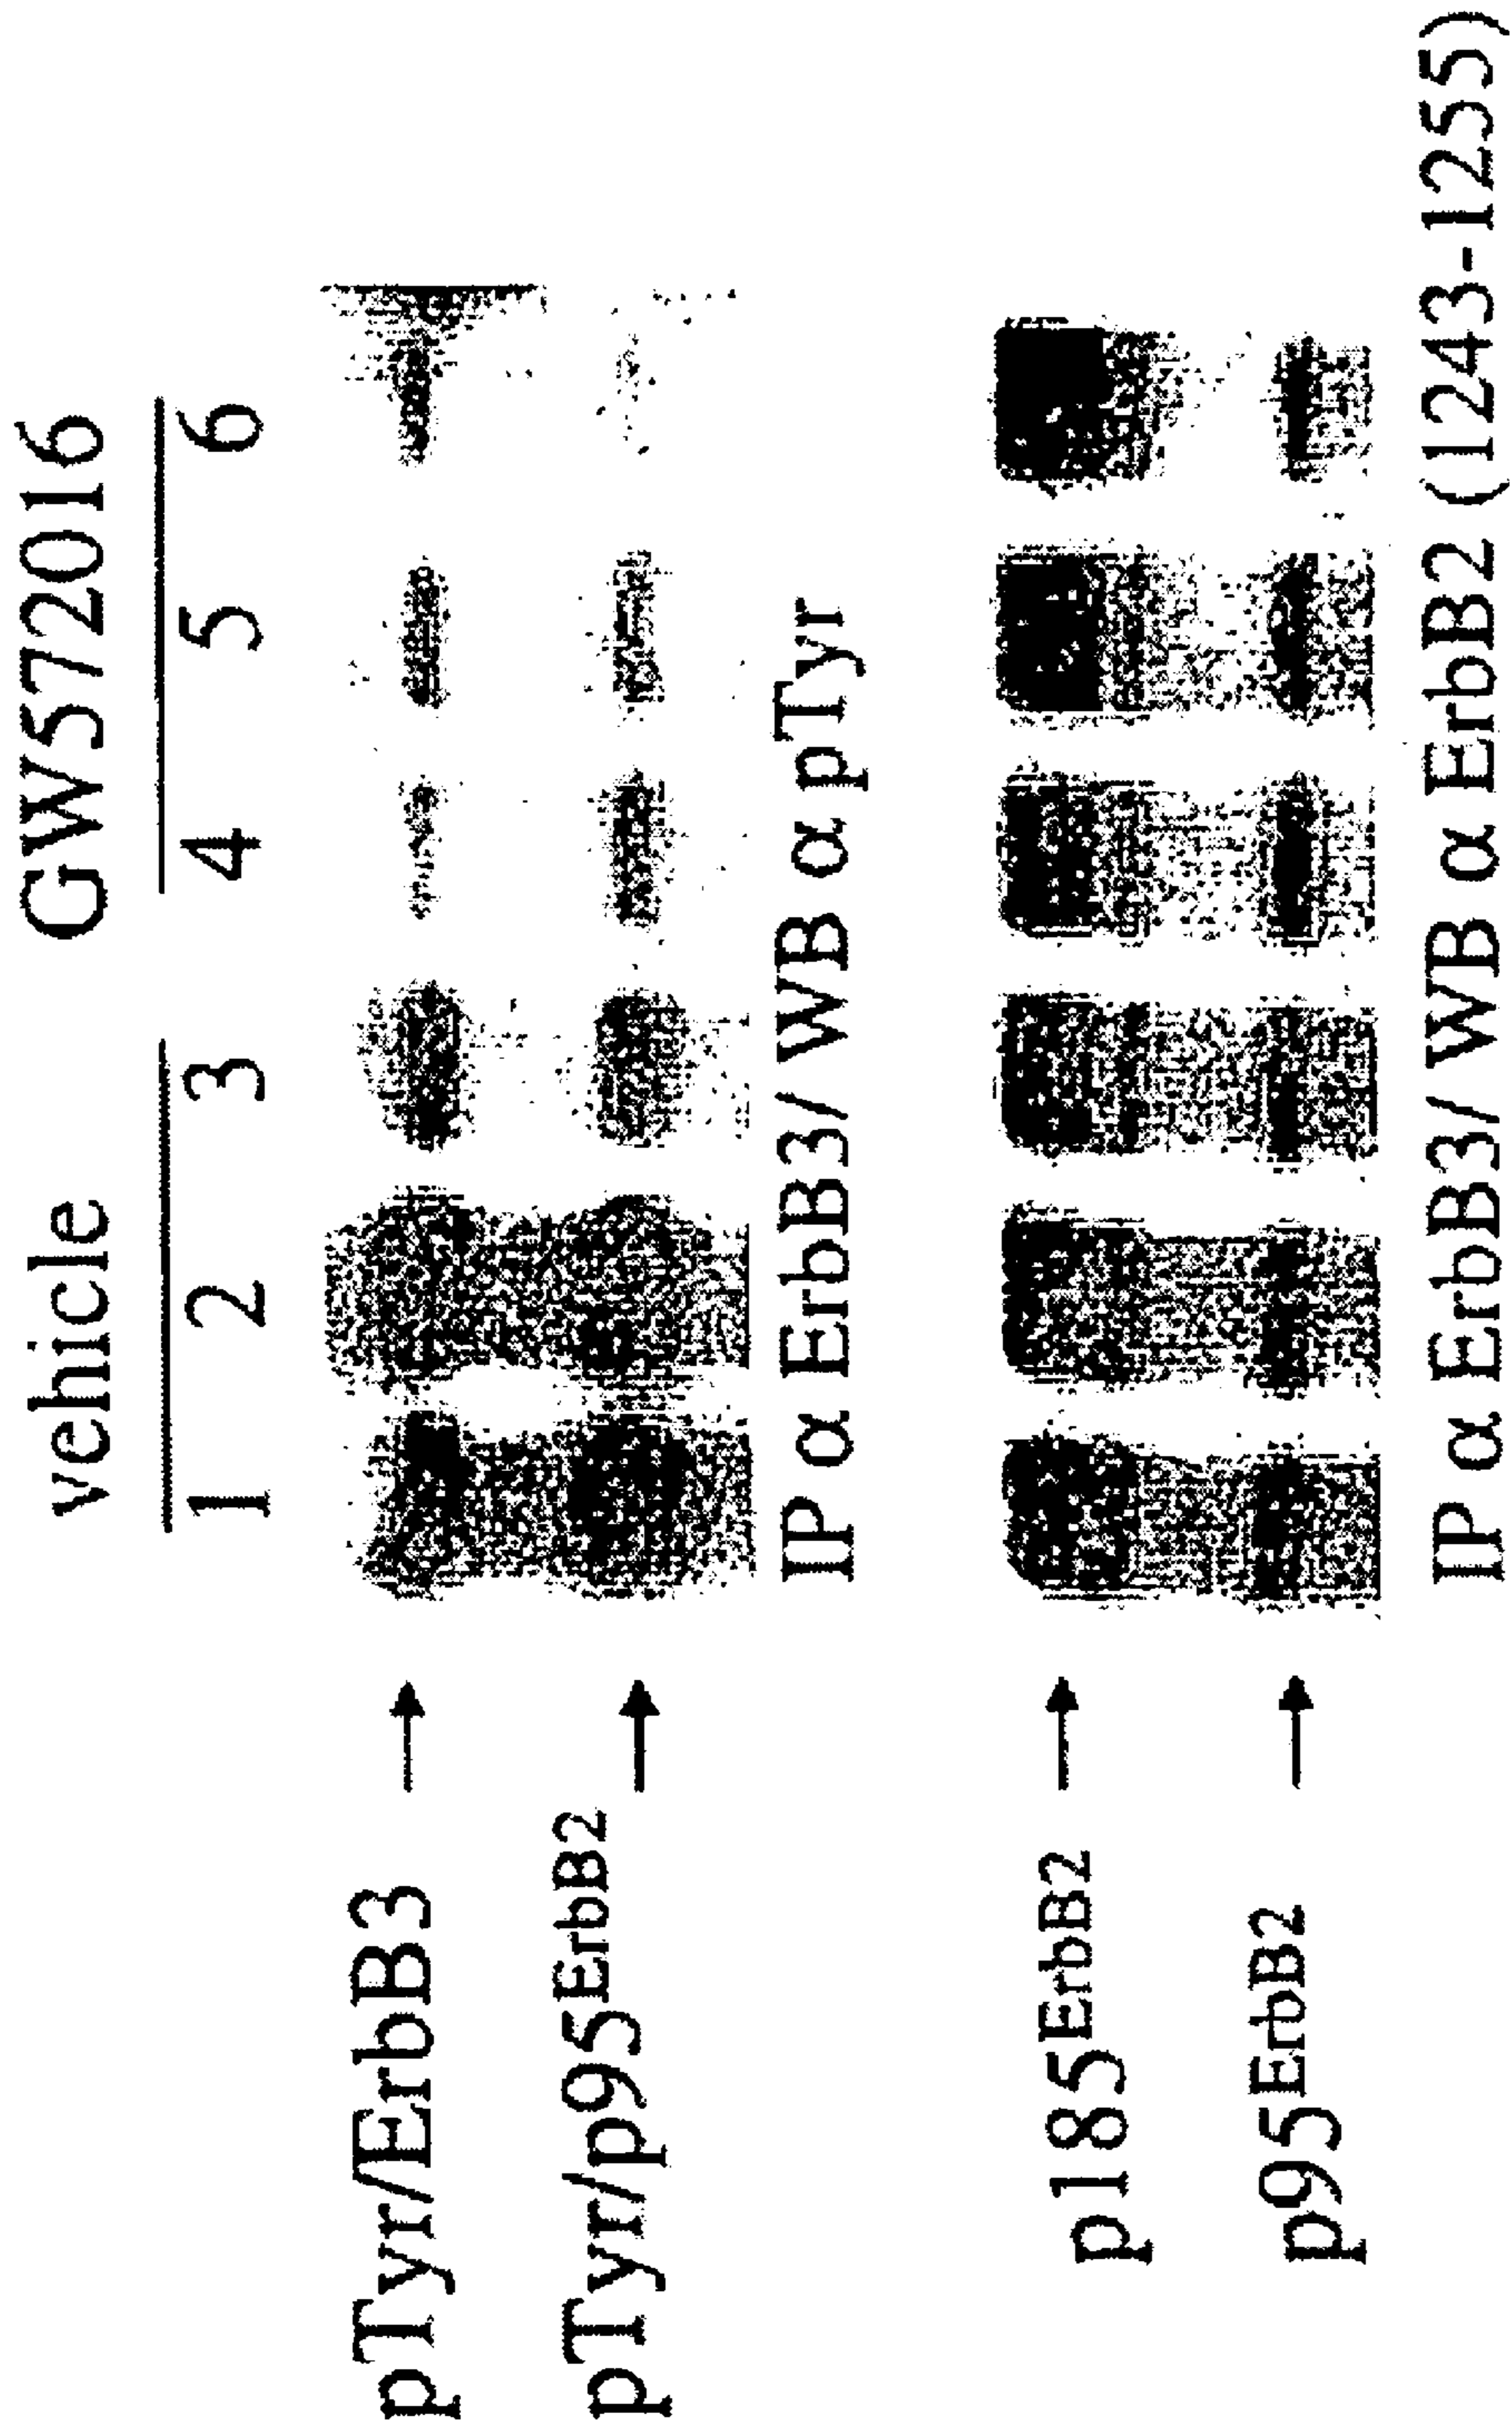 vehicle GW572016
1 2 3 4 5 6
pTyr/ErbB3
pTyr/p95ErbB2
IP α ErbB3/ WB α pTyr
p185ErbB2
p95ErbB2
IP α ErbB3/ WB α ErbB2 (1243-1255)